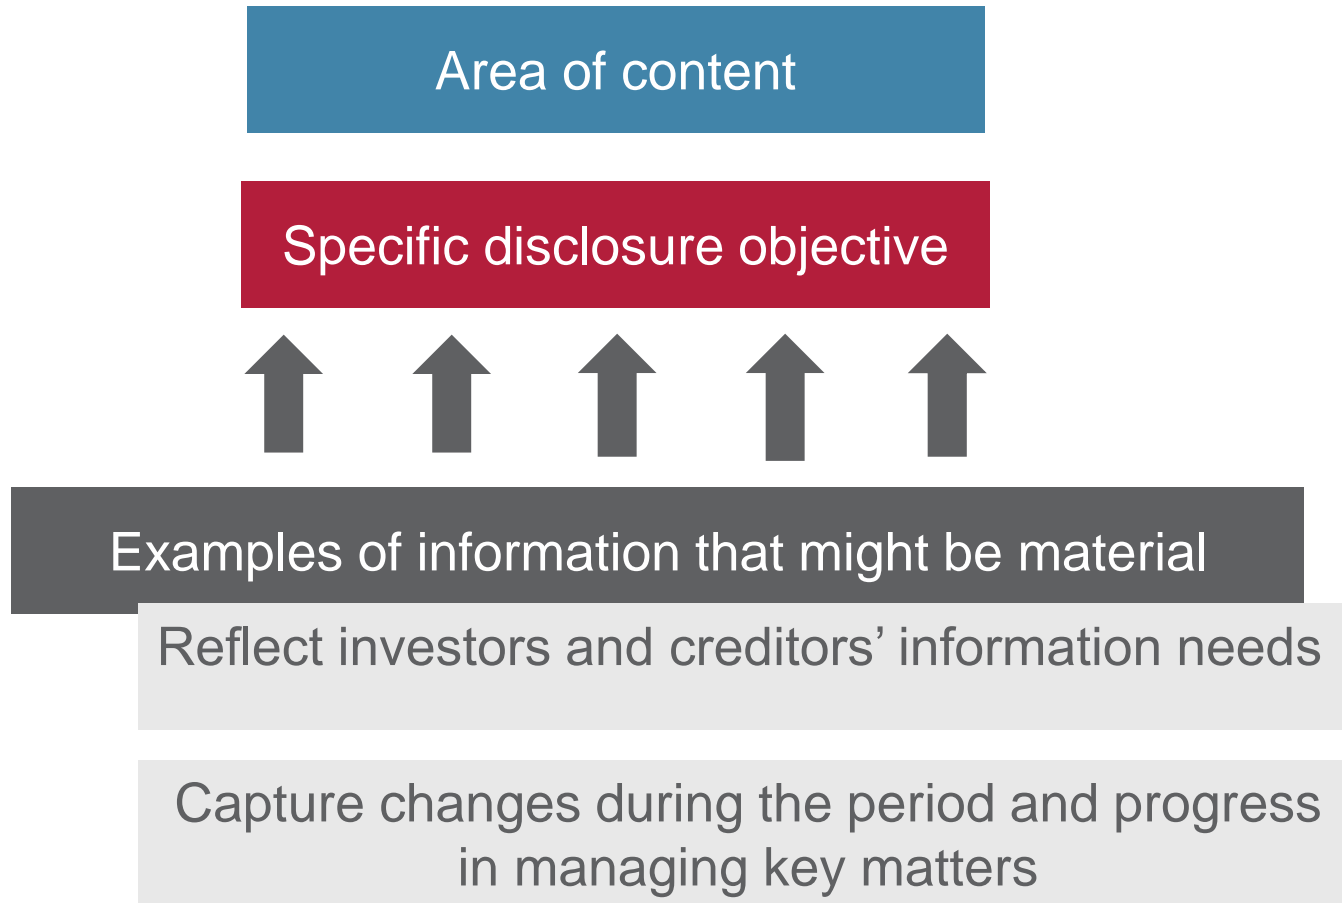 Area of content
Specific disclosure objective
Examples of information that might be material
Reflect investors and creditors’ information needs
Capture changes during the period and progress
in managing key matters